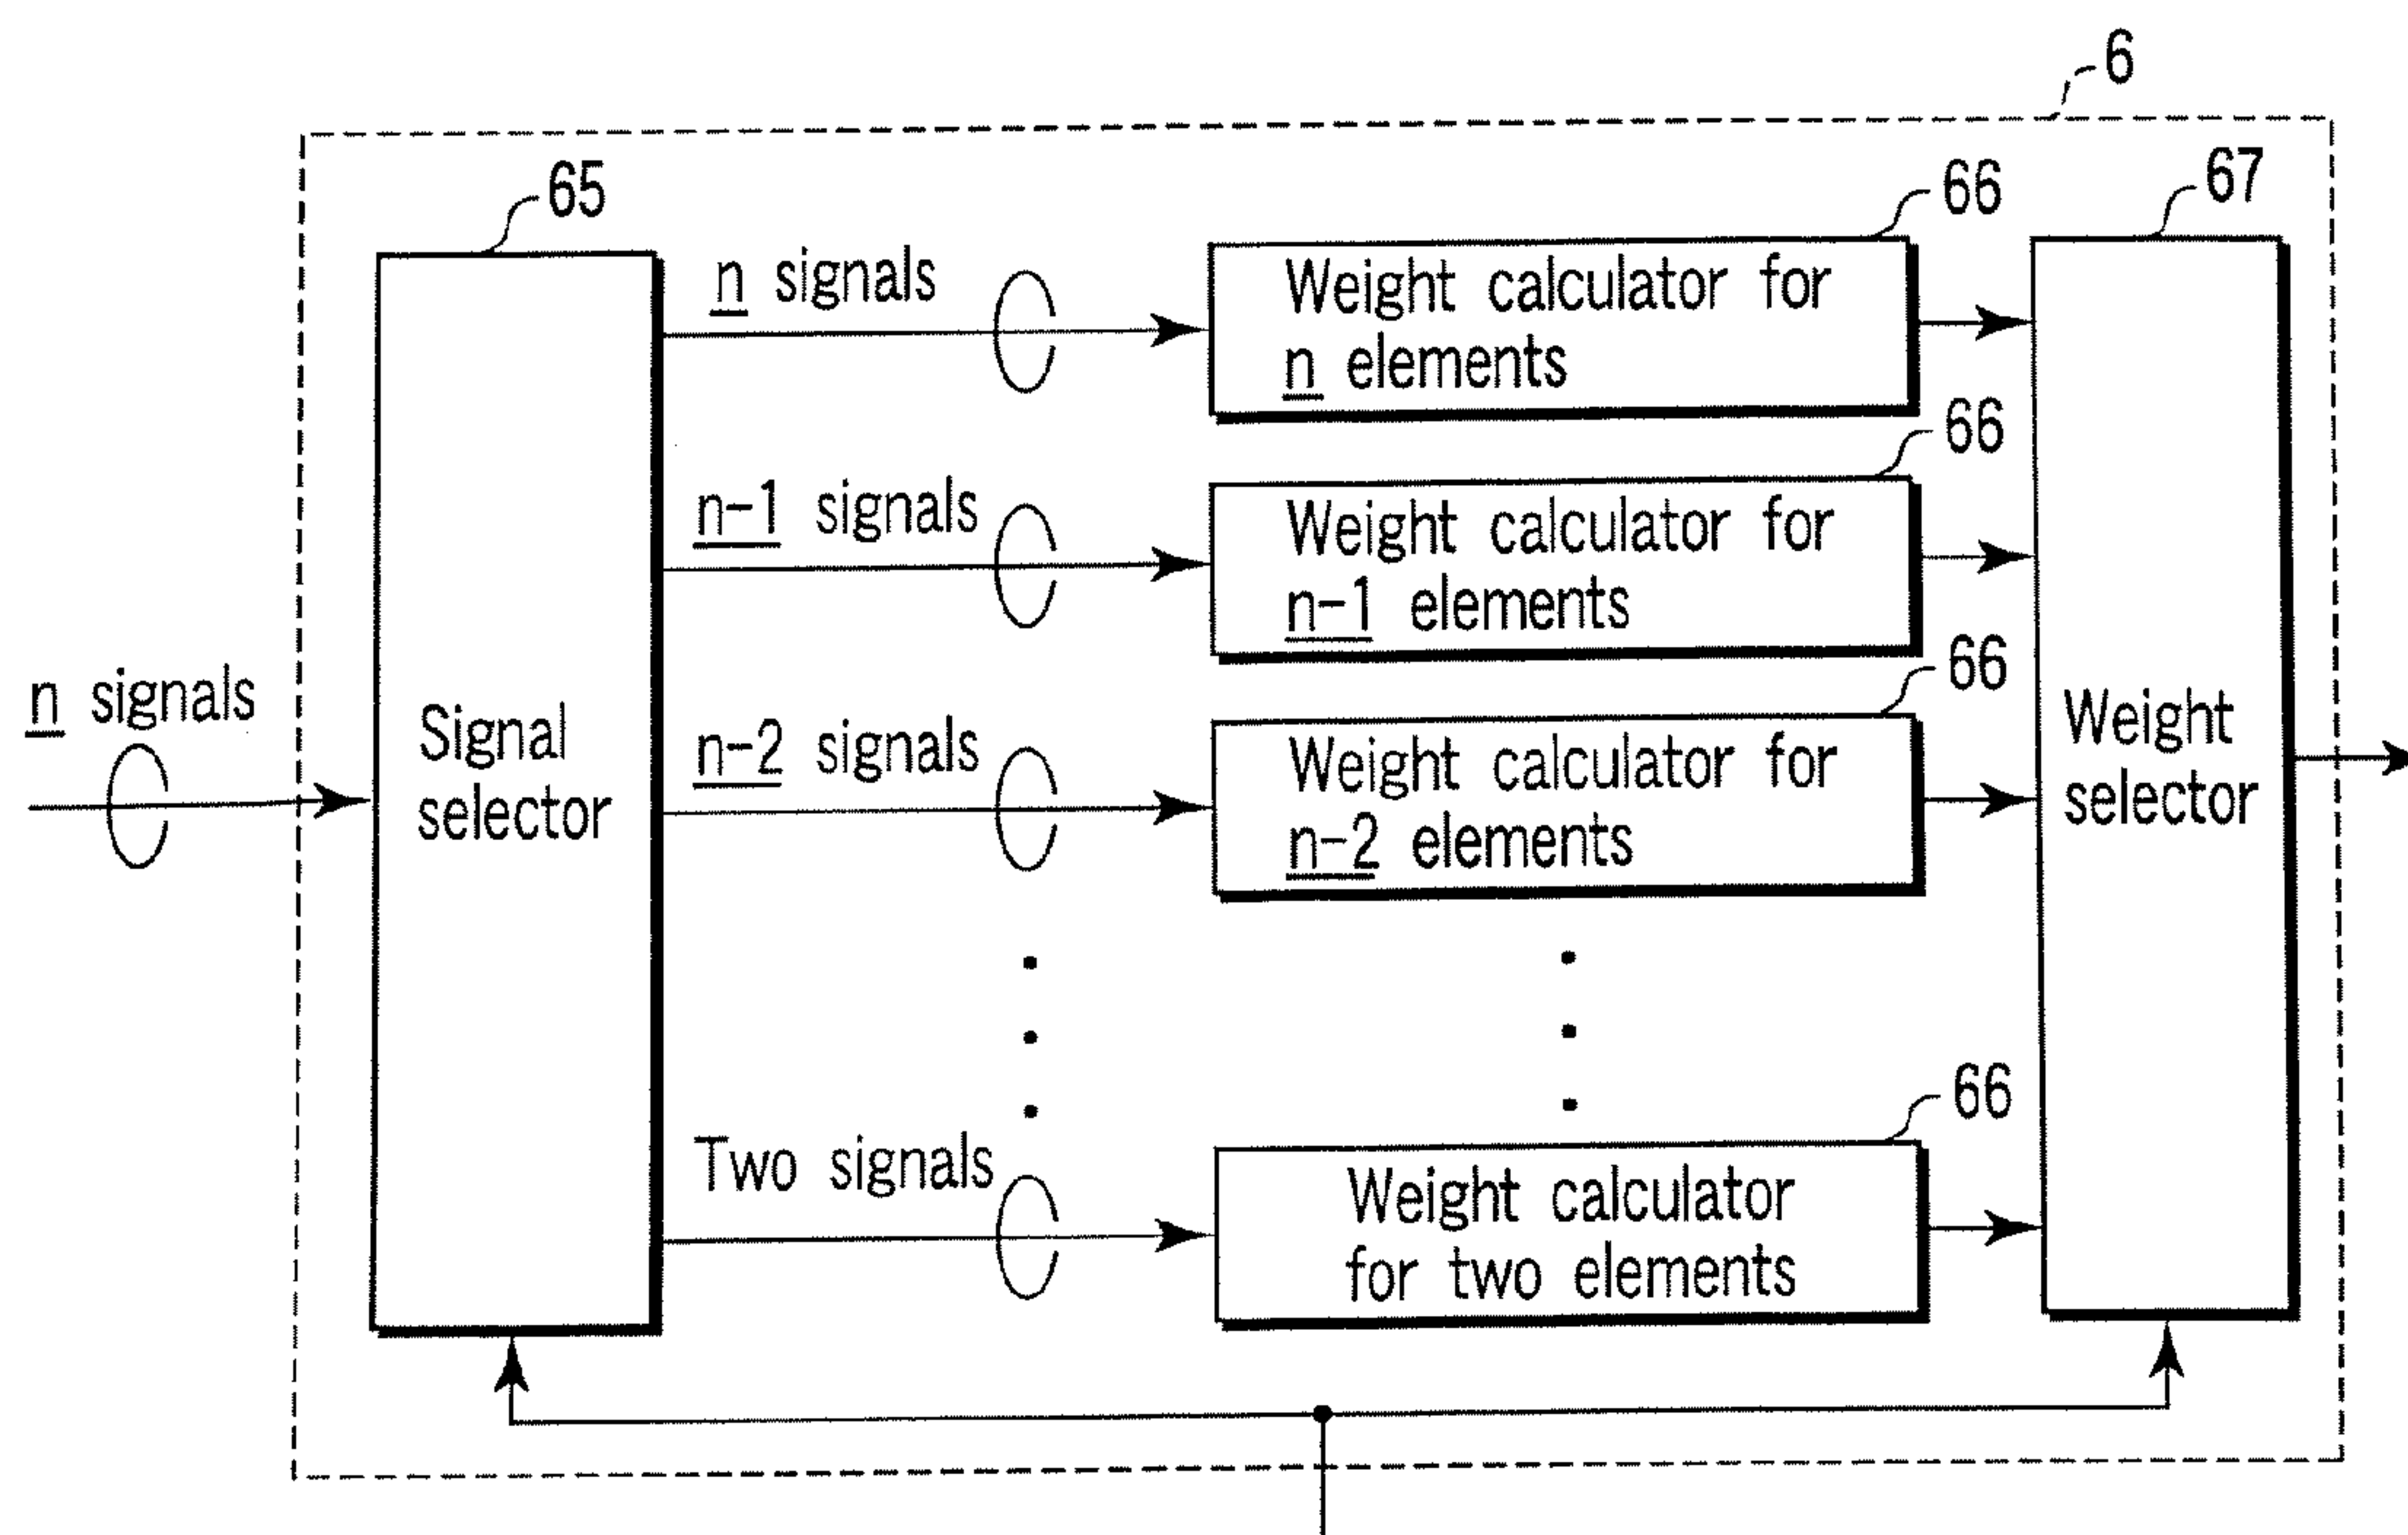 6
65
66
67
n signals
Weight calculator for
n elements
66
n-1 signals
Weight calculator for
n-1 elements
66
n signals
Signal
selector
n-2 signals
Weight calculator for
n-2 elements
Weight
selector
66
Two signals
Weight calculator
for two elements